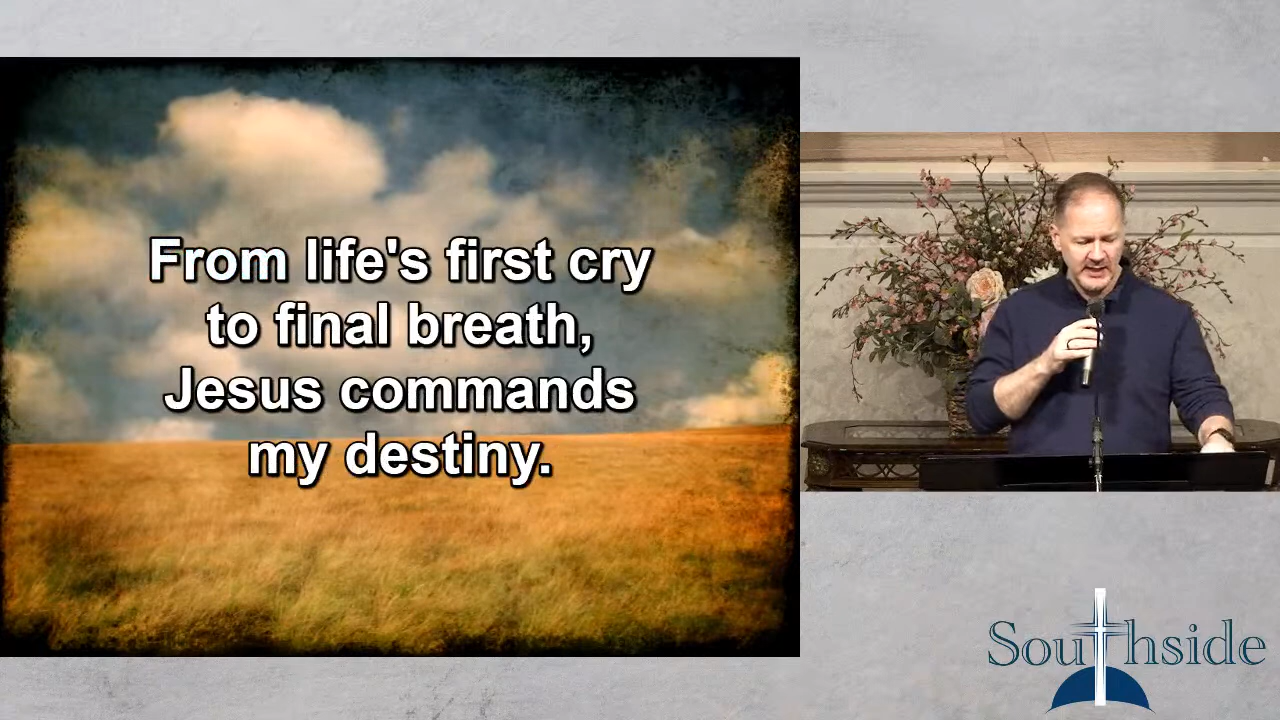 From life's first cry
to final breath,
Jesus commands
my destiny.
Southside